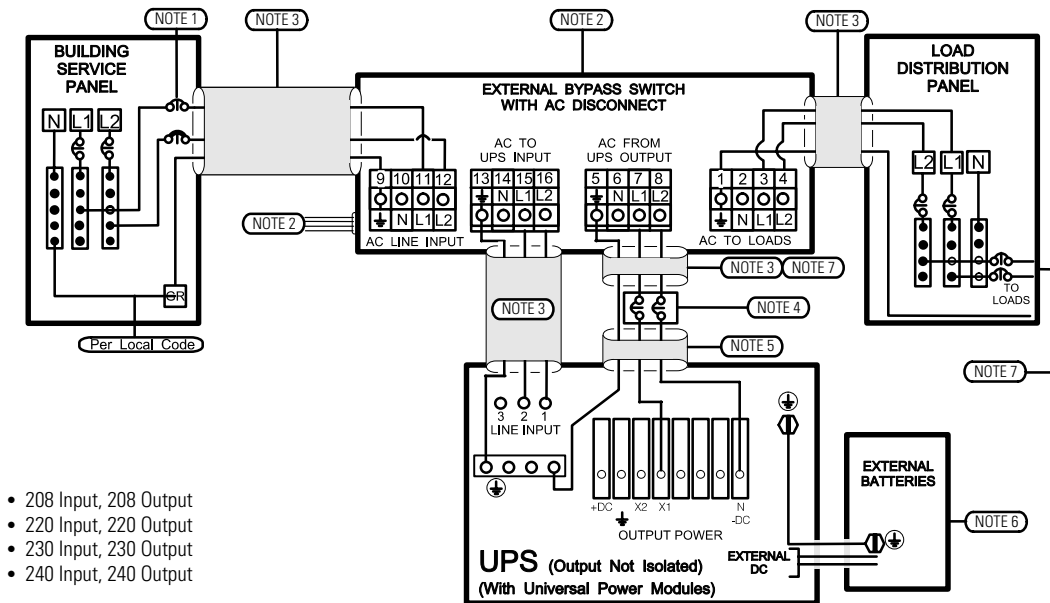 NOTE 1
NOTE 3
NOTE 2
NOTE 3
BUILDING
SERVICE
PANEL
N L1 L2
GR
Per Local Code
NOTE 2
EXTERNAL BYPASS SWITCH
WITH AC DISCONNECT
AC TO
UPS INPUT
AC FROM
UPS OUTPUT
9 10 11 12
N L1 L2
AC LINE INPUT
13 14 15 16
N L1 L2
5 6 7 8
N L1 L2
1 2 3 4
N L1 L2
AC TO LOADS
LOAD
DISTRIBUTION
PANEL
L2 L1 N
TO
LOADS
NOTE 3
NOTE 3
NOTE 7
NOTE 4
NOTE 5
NOTE 7
3 2 1
LINE INPUT
+DC X2 X1 N
-DC
OUTPUT POWER
UPS (Output Not Isolated)
(With Universal Power Modules)
EXTERNAL
DC
EXTERNAL
BATTERIES
NOTE 6
• 208 Input, 208 Output
• 220 Input, 220 Output
• 230 Input, 230 Output
• 240 Input, 240 Output